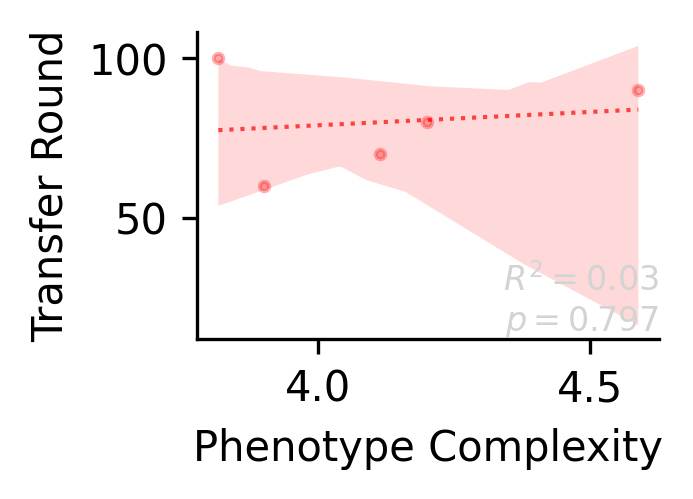 Transfer Round
100
50
R² = 0.03
p = 0.797
4.0
4.5
Phenotype Complexity